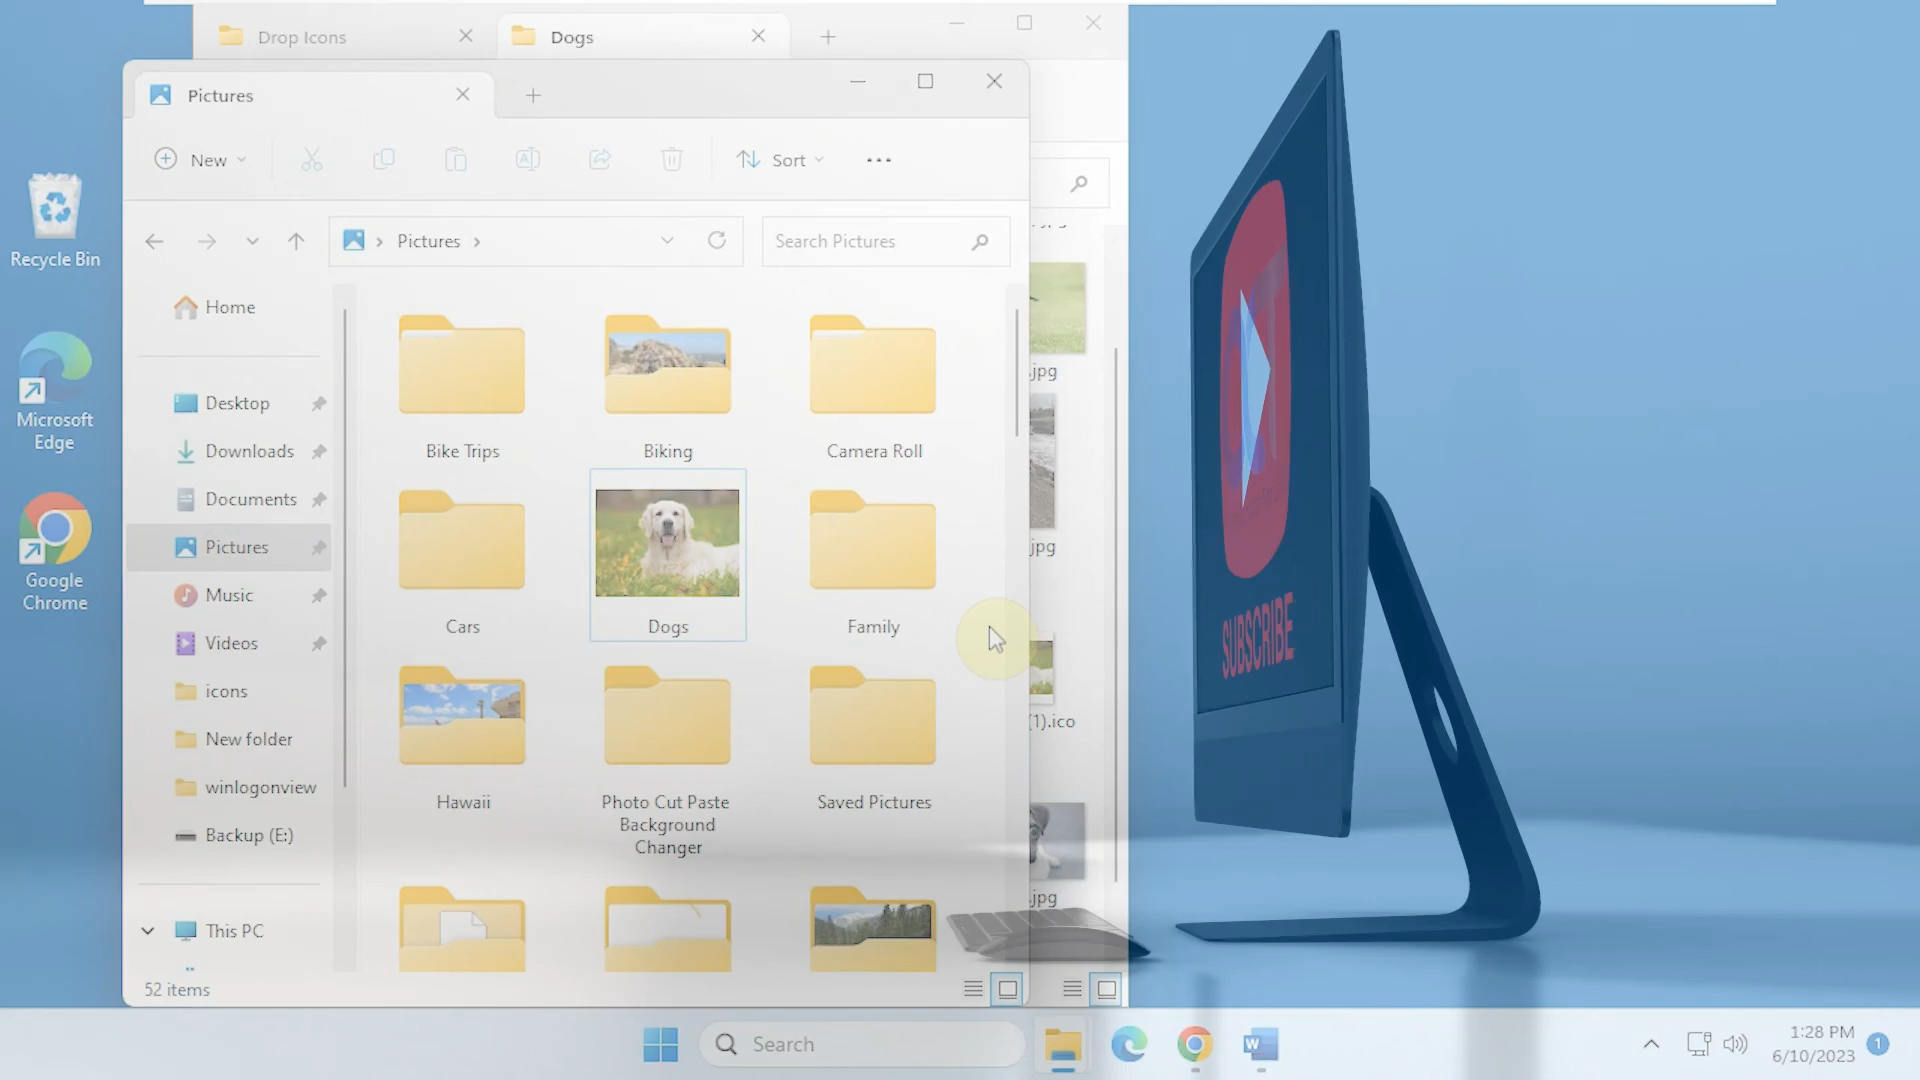 Drop Icons
Dogs
Pictures
New
Sort
Pictures
Search Pictures
Recycle Bin
Microsoft
Edge
Google
Chrome
Home
Desktop
Downloads
Documents
Pictures
Music
Videos
icons
New folder
winlogonview
Backup (E:)
This PC
52 items
Bike Trips
Biking
Camera Roll
Cars
Dogs
Family
Hawaii
Photo Cut Paste
Background
Changer
Saved Pictures
.jpg
.jpg
(1).ico
.jpg
SUBSCRIBE
Search
W
1:28 PM
6/10/2023
1